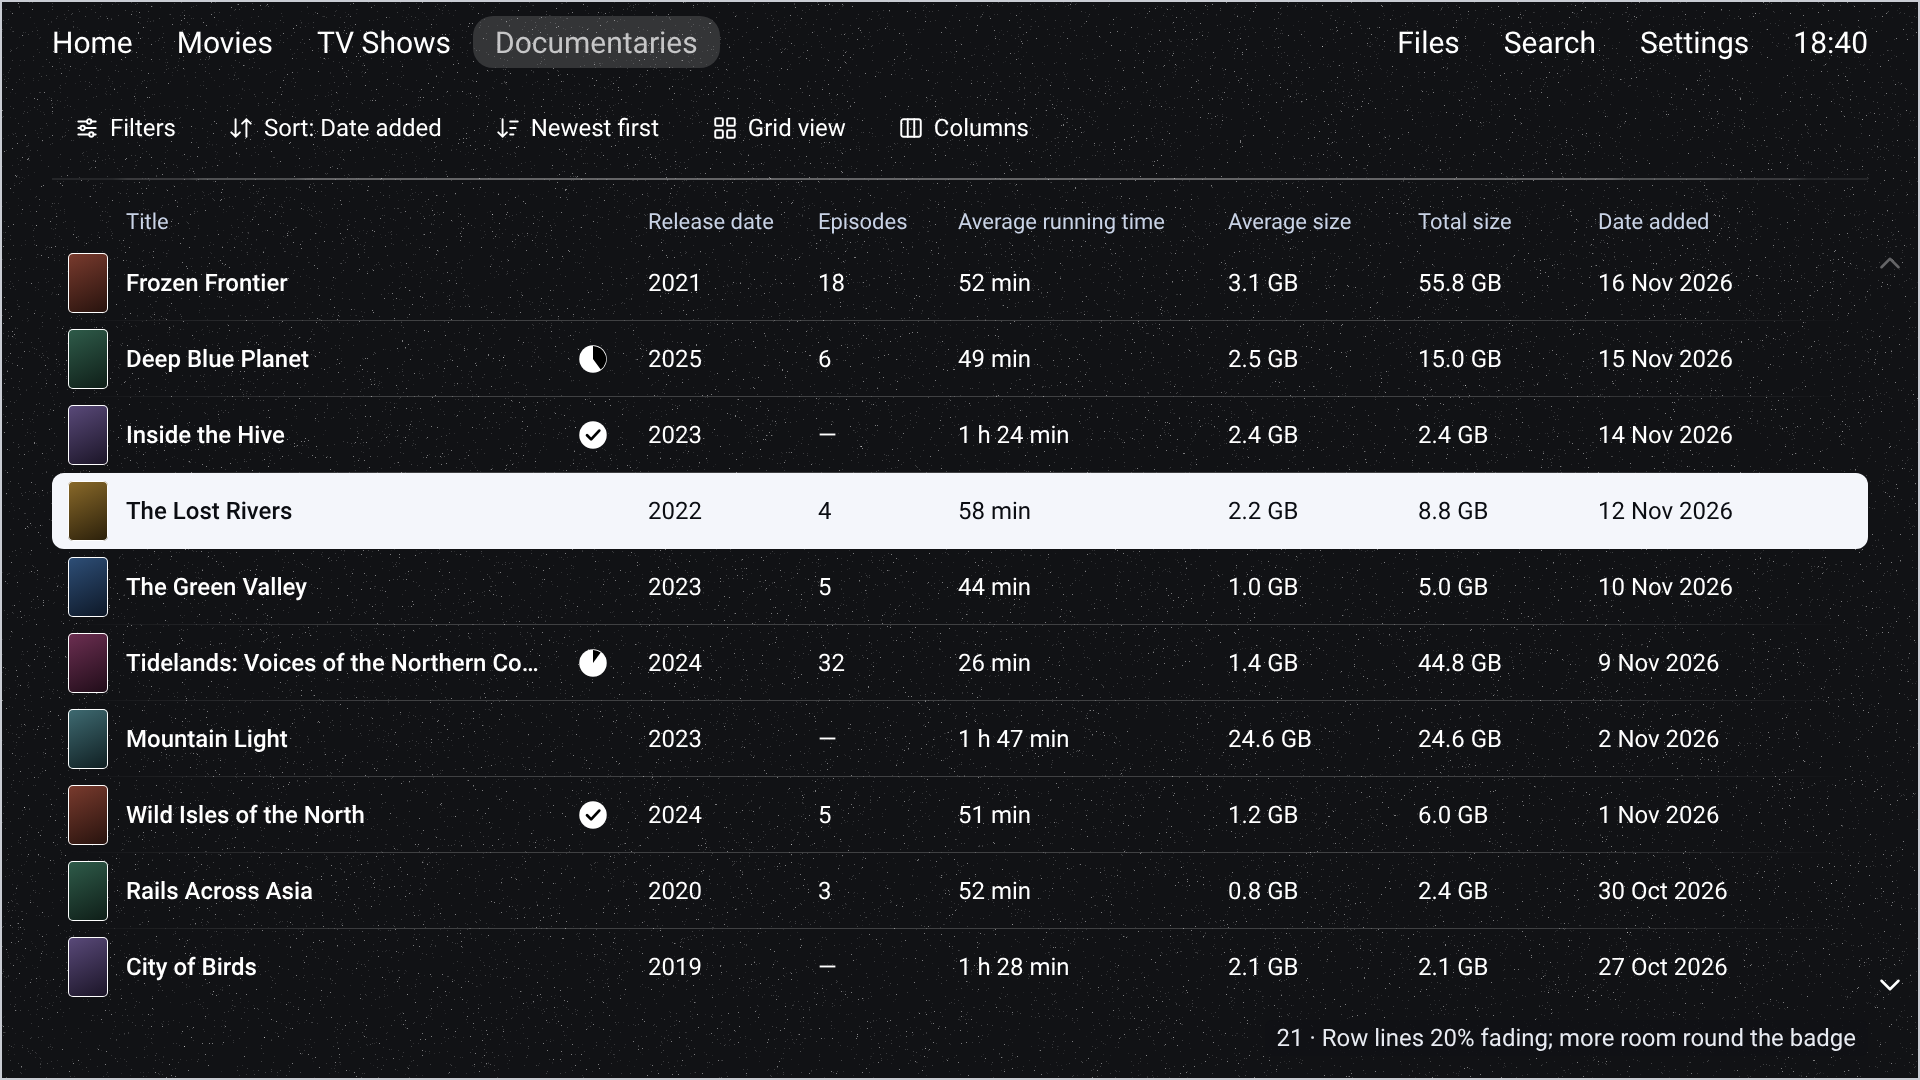 Home Movies TV Shows Documentaries Files Search Settings 18:40
Filters Sort: Date added Newest first Grid view Columns
Title Release date Episodes Average running time Average size Total size Date added
Frozen Frontier 2021 18 52 min 3.1 GB 55.8 GB 16 Nov 2026
Deep Blue Planet 2025 6 49 min 2.5 GB 15.0 GB 15 Nov 2026
Inside the Hive 2023 — 1 h 24 min 2.4 GB 2.4 GB 14 Nov 2026
The Lost Rivers 2022 4 58 min 2.2 GB 8.8 GB 12 Nov 2026
The Green Valley 2023 5 44 min 1.0 GB 5.0 GB 10 Nov 2026
Tidelands: Voices of the Northern Co… 2024 32 26 min 1.4 GB 44.8 GB 9 Nov 2026
Mountain Light 2023 — 1 h 47 min 24.6 GB 24.6 GB 2 Nov 2026
Wild Isles of the North 2024 5 51 min 1.2 GB 6.0 GB 1 Nov 2026
Rails Across Asia 2020 3 52 min 0.8 GB 2.4 GB 30 Oct 2026
City of Birds 2019 — 1 h 28 min 2.1 GB 2.1 GB 27 Oct 2026
21 · Row lines 20% fading; more room round the badge